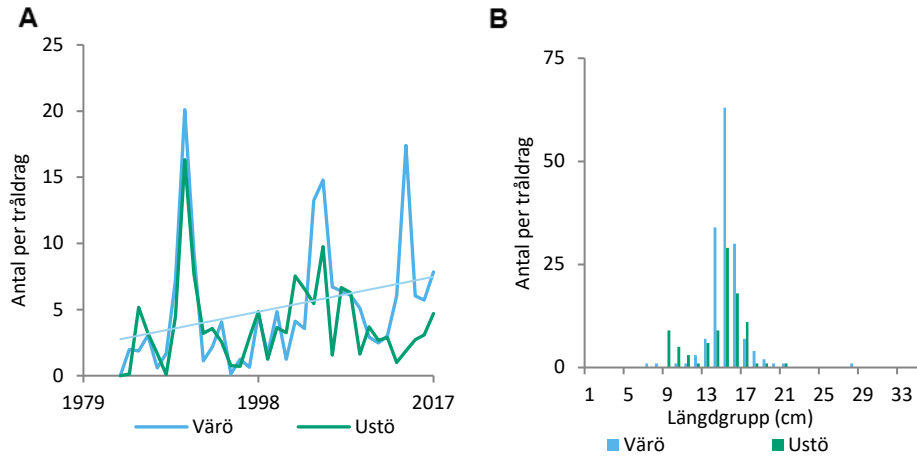 A
Antal per tråldrag
25
20
15
10
5
0
1979 1998 2017
Värö Ustö
B
Antal per tråldrag
75
50
25
0
1 5 9 13 17 21 25 29 33
Längdgrupp (cm)
Värö Ustö